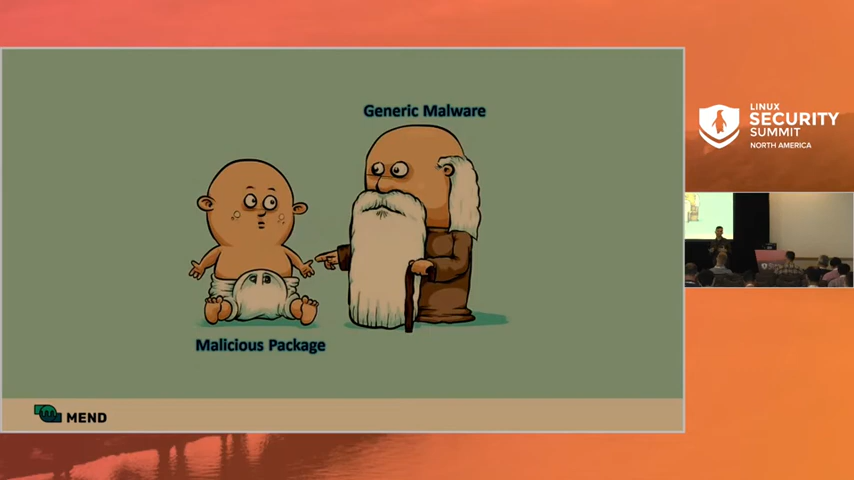 Generic Malware
Malicious Package
MEND
LINUX
SECURITY
SUMMIT
NORTH AMERICA